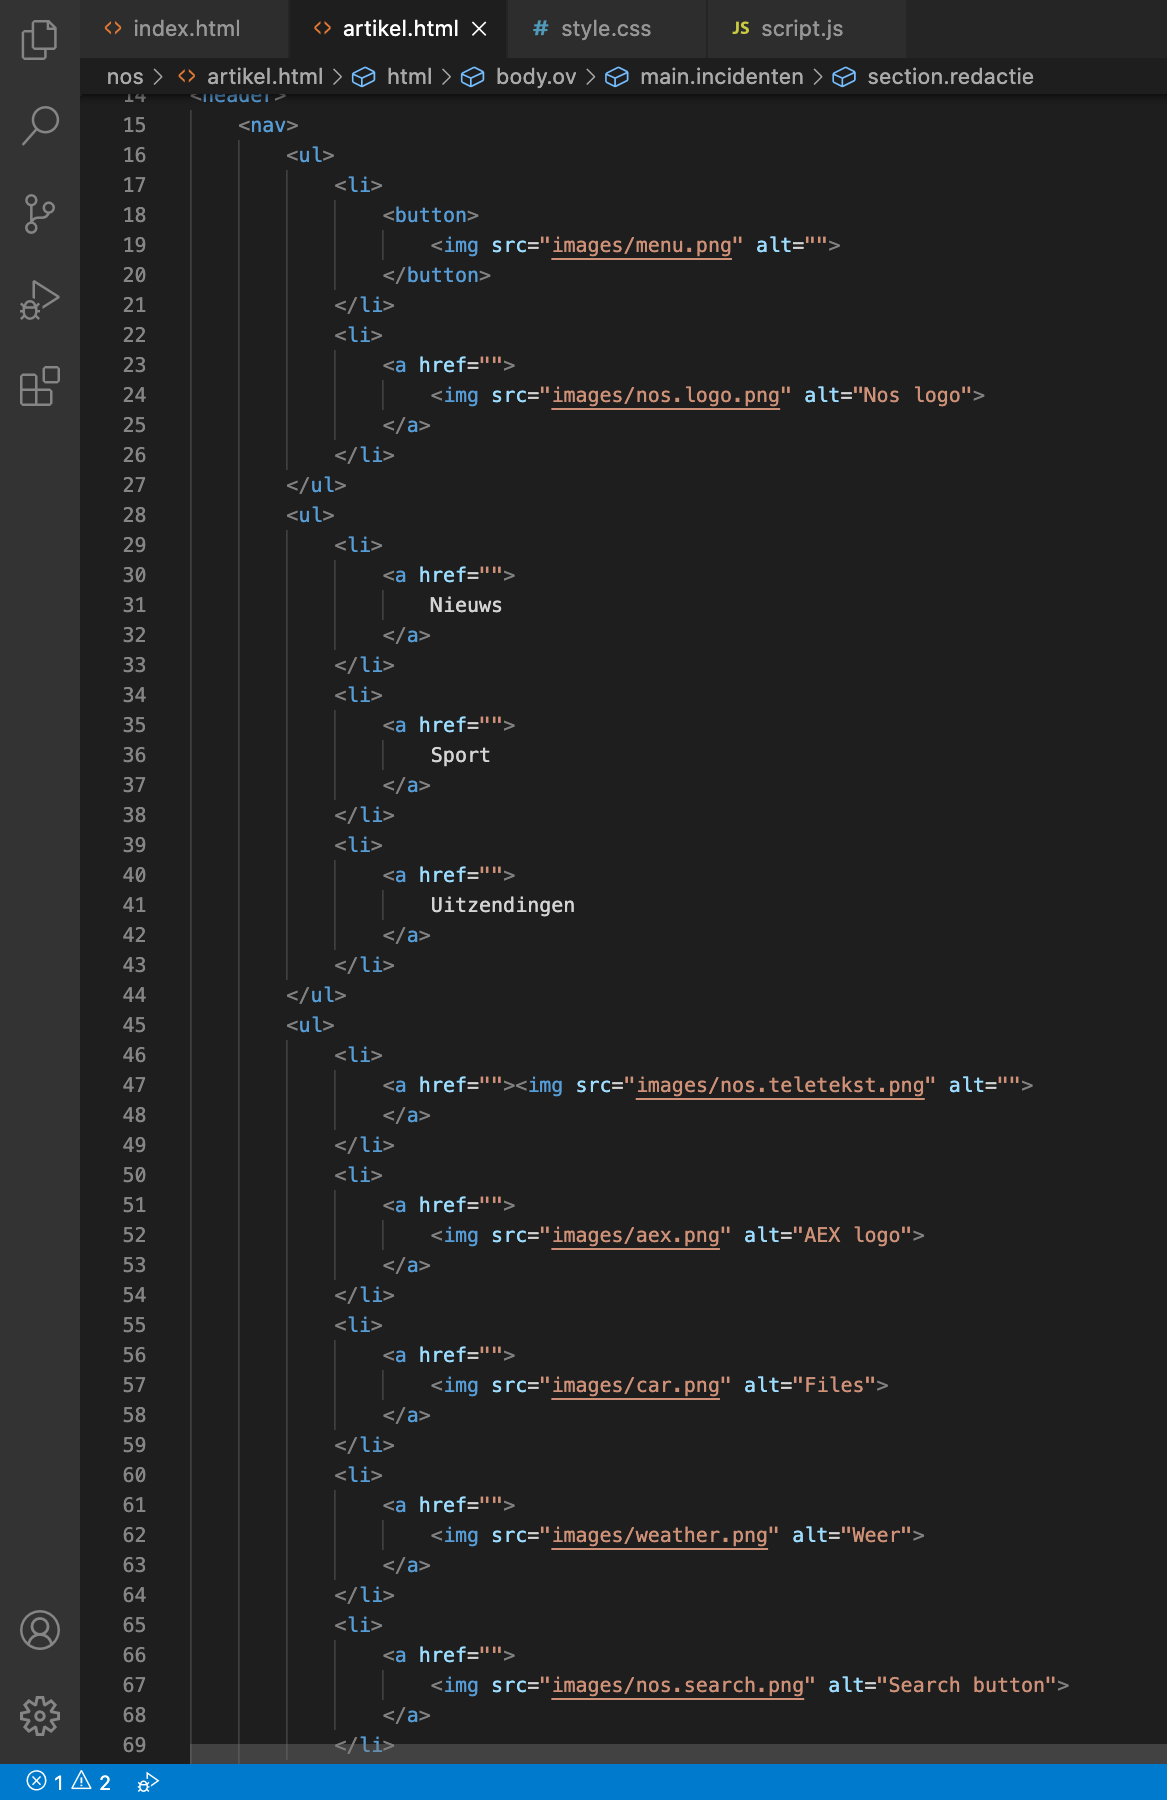 index.html artikel.html style.css JS script.js
nos > artikel.html > html > body.ov > main.incidenten > section.redactie
14 <header>
15 <nav>
16 <ul>
17 <li>
18 <button>
19 <img src="images/menu.png" alt="">
20 </button>
21 </li>
22 <li>
23 <a href="">
24 <img src="images/nos.logo.png" alt="Nos logo">
25 </a>
26 </li>
27 </ul>
28 <ul>
29 <li>
30 <a href="">
31 Nieuws
32 </a>
33 </li>
34 <li>
35 <a href="">
36 Sport
37 </a>
38 </li>
39 <li>
40 <a href="">
41 Uitzendingen
42 </a>
43 </li>
44 </ul>
45 <ul>
46 <li>
47 <a href=""><img src="images/nos.teletekst.png" alt="">
48 </a>
49 </li>
50 <li>
51 <a href="">
52 <img src="images/aex.png" alt="AEX logo">
53 </a>
54 </li>
55 <li>
56 <a href="">
57 <img src="images/car.png" alt="Files">
58 </a>
59 </li>
60 <li>
61 <a href="">
62 <img src="images/weather.png" alt="Weer">
63 </a>
64 </li>
65 <li>
66 <a href="">
67 <img src="images/nos.search.png" alt="Search button">
68 </a>
69 </li>
1 2